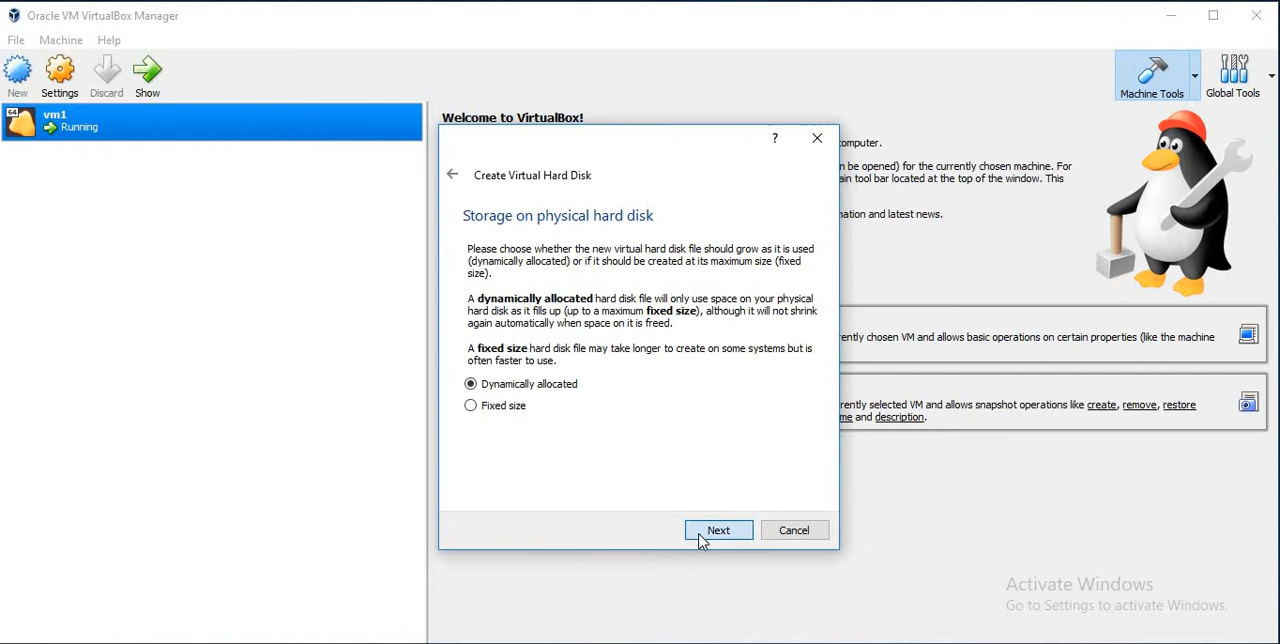 Oracle VM VirtualBox Manager
File Machine Help
New Settings Discard Show
Machine Tools Global Tools
64 vm1
Running
Welcome to VirtualBox!
omputer.
n be opened) for the currently chosen machine. For
ain tool bar located at the top of the window. This
nation and latest news.
? 
Create Virtual Hard Disk
Storage on physical hard disk
Please choose whether the new virtual hard disk file should grow as it is used
(dynamically allocated) or if it should be created at its maximum size (fixed
size).
A dynamically allocated hard disk file will only use space on your physical
hard disk as it fills up (up to a maximum fixed size), although it will not shrink
again automatically when space on it is freed.
A fixed size hard disk file may take longer to create on some systems but is
often faster to use.
Dynamically allocated
Fixed size
Next Cancel
ently chosen VM and allows basic operations on certain properties (like the machine
rently selected VM and allows snapshot operations like create, remove, restore
me and description.
Activate Windows
Go to Settings to activate Windows.